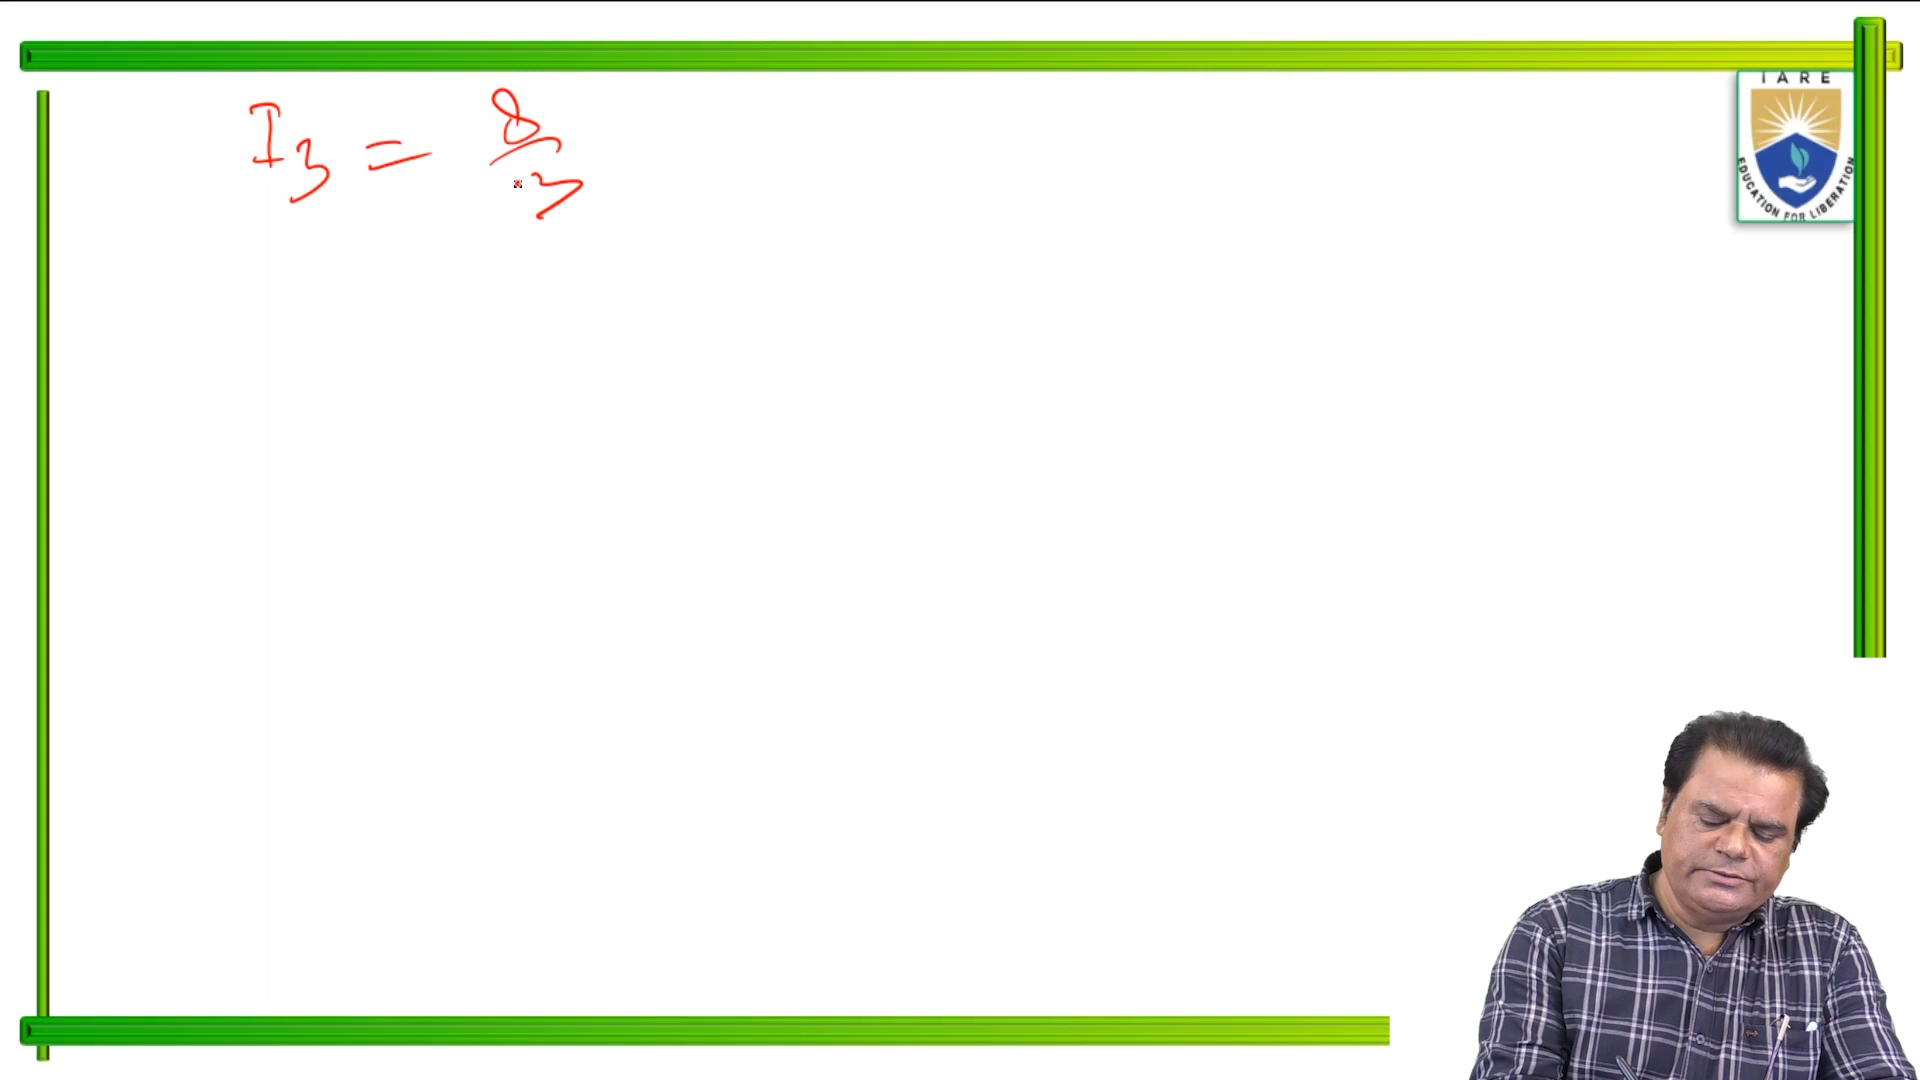 I₃ = 8/3
IARE
EDUCATION FOR LIBERATION